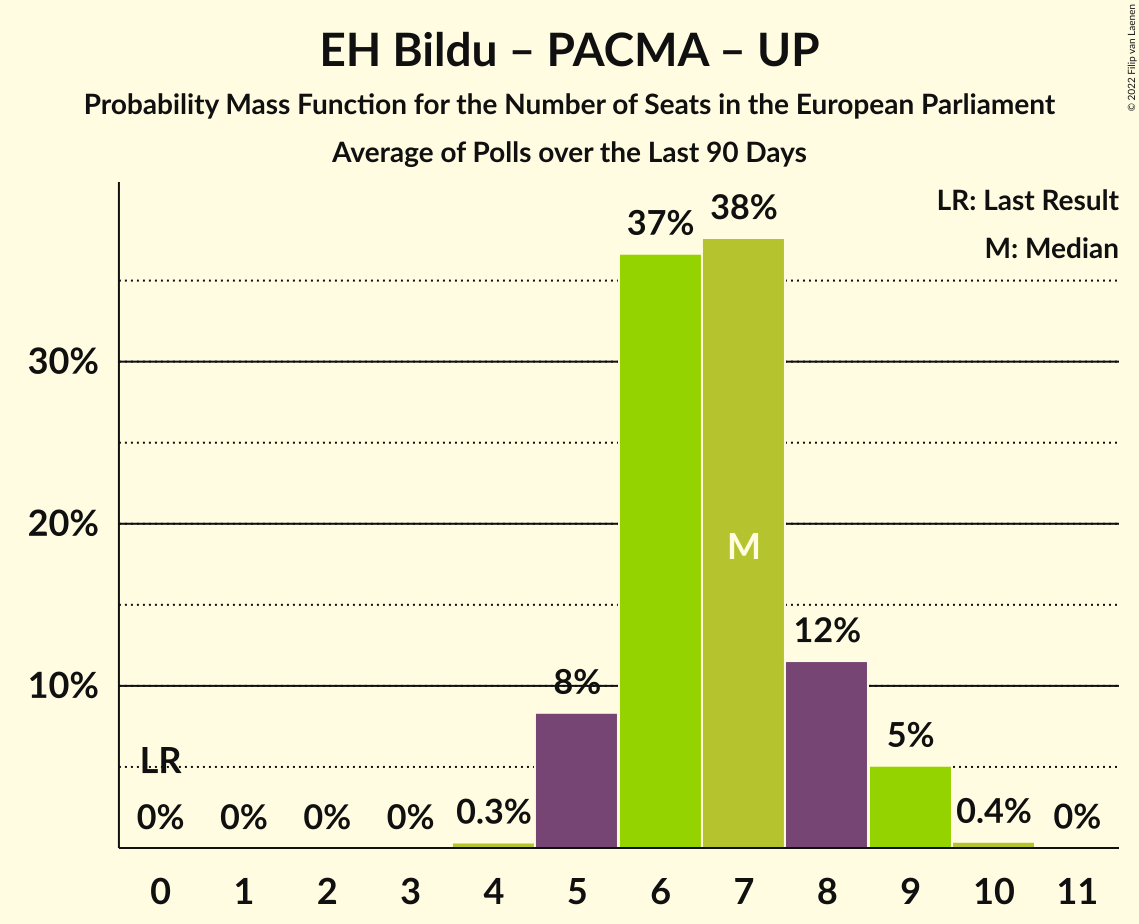 EH Bildu – PACMA – UP
Probability Mass Function for the Number of Seats in the European Parliament
Average of Polls over the Last 90 Days
© 2022 Filip van Laenen
LR: Last Result
M: Median
37% 38%
30%
20%
M
12%
10%
8%
5%
LR
0% 0% 0% 0% 0.3% 0.4% 0%
0 1 2 3 4 5 6 7 8 9 10 11